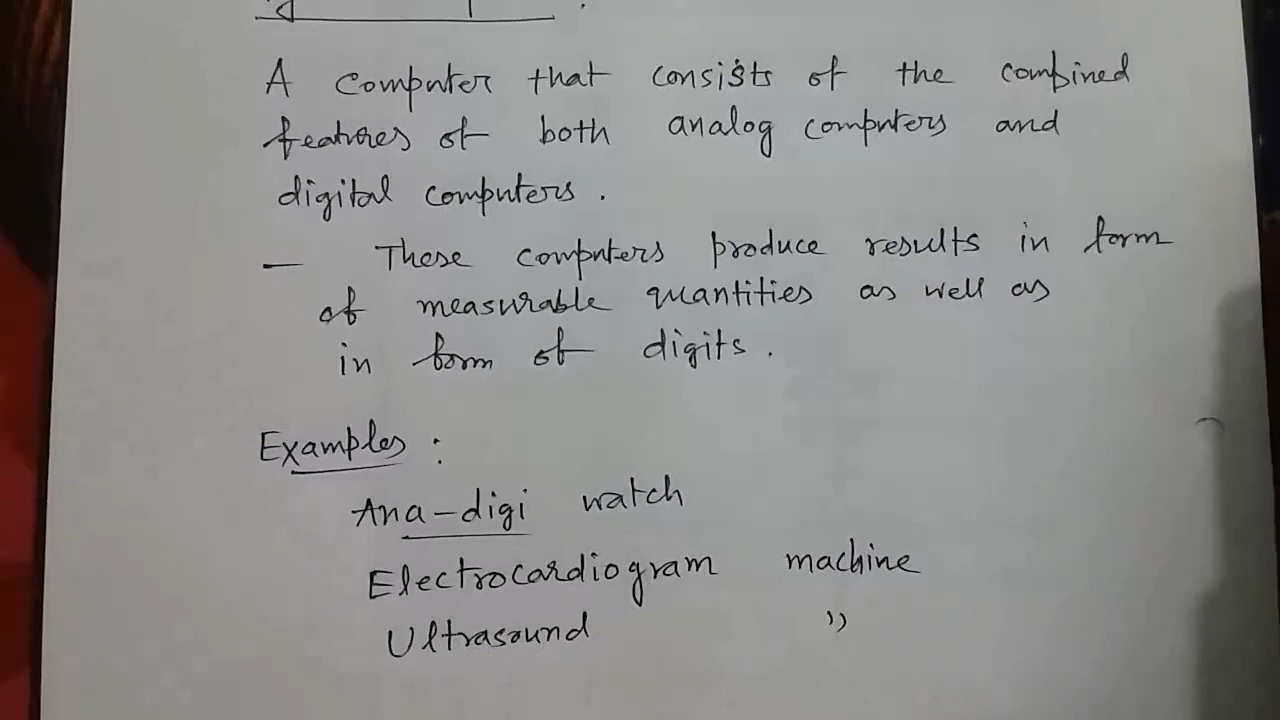 A computer that consists of the combined
features of both analog computers and
digital computers.
— These computers produce results in form
of measurable quantities as well as
in form of digits.
Examples :
Ana-digi watch
Electrocardiogram machine
Ultrasound ”